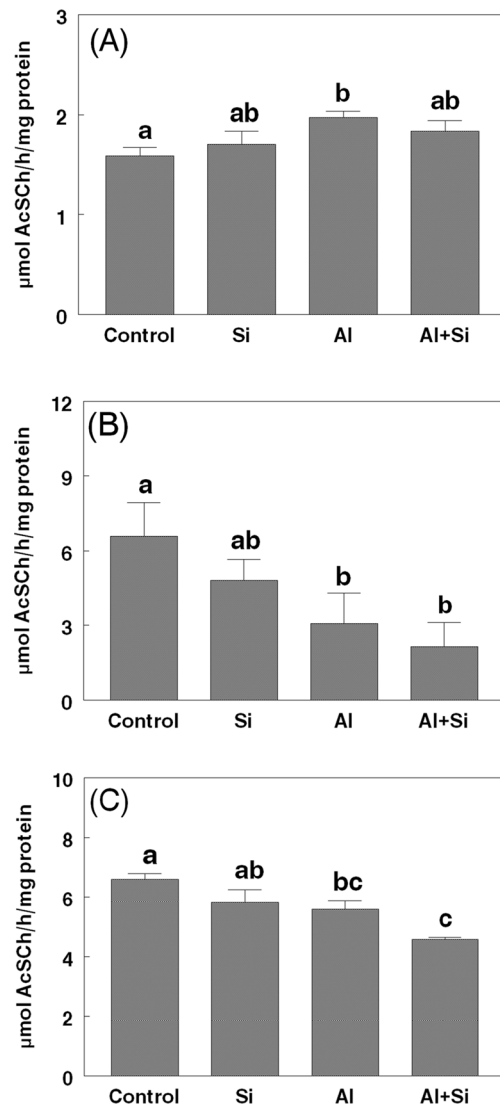 (A)
µmol AcSCh/h/mg protein
3
2
1
0
a
ab
b
ab
Control Si Al Al+Si
(B)
µmol AcSCh/h/mg protein
12
9
6
3
0
a
ab
b
b
Control Si Al Al+Si
(C)
µmol AcSCh/h/mg protein
10
8
6
4
2
0
a
ab
bc
c
Control Si Al Al+Si